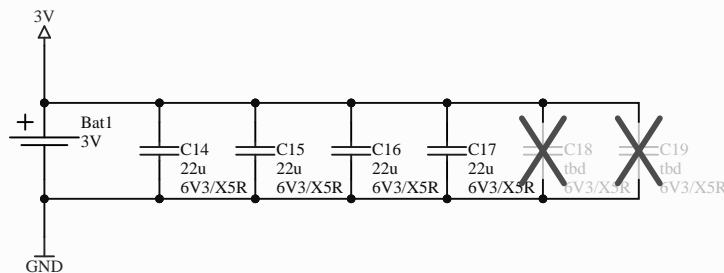 3V
+
Bat1
3V
C14
22u
6V3/X5R
C15
22u
6V3/X5R
C16
22u
6V3/X5R
C17
22u
6V3/X5R
C18
tbd
6V3/X5R
C19
tbd
6V3/X5R
GND